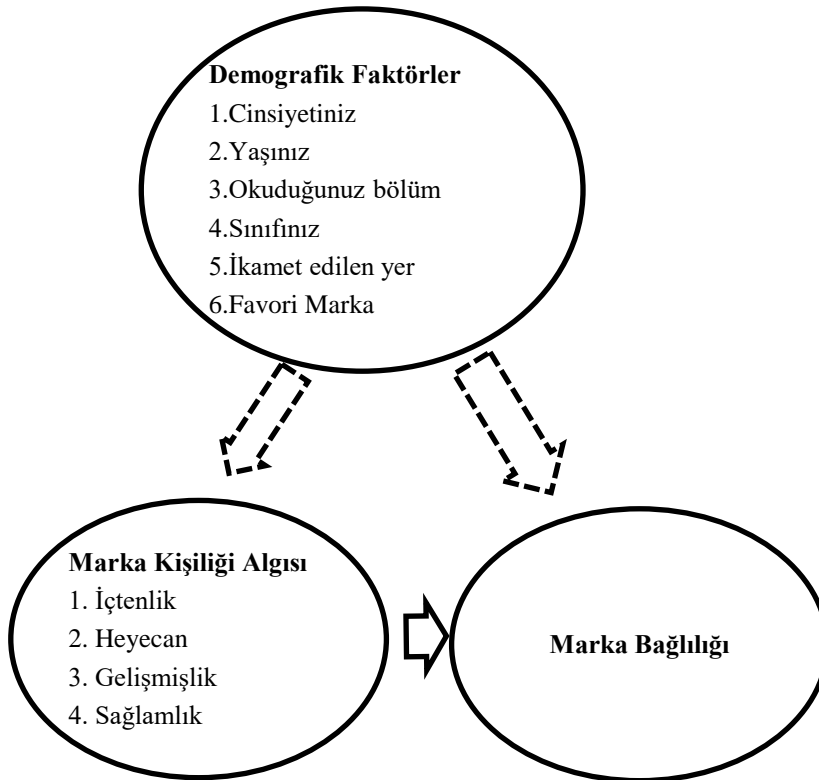 Demografik Faktörler
1.Cinsiyetiniz
2.Yaşınız
3.Okuduğunuz bölüm
4.Sınıfınız
5.İkamet edilen yer
6.Favori Marka
Marka Kişiliği Algısı
1. İçtenlik
2. Heyecan
3. Gelişmişlik
4. Sağlamlık
Marka Bağlılığı